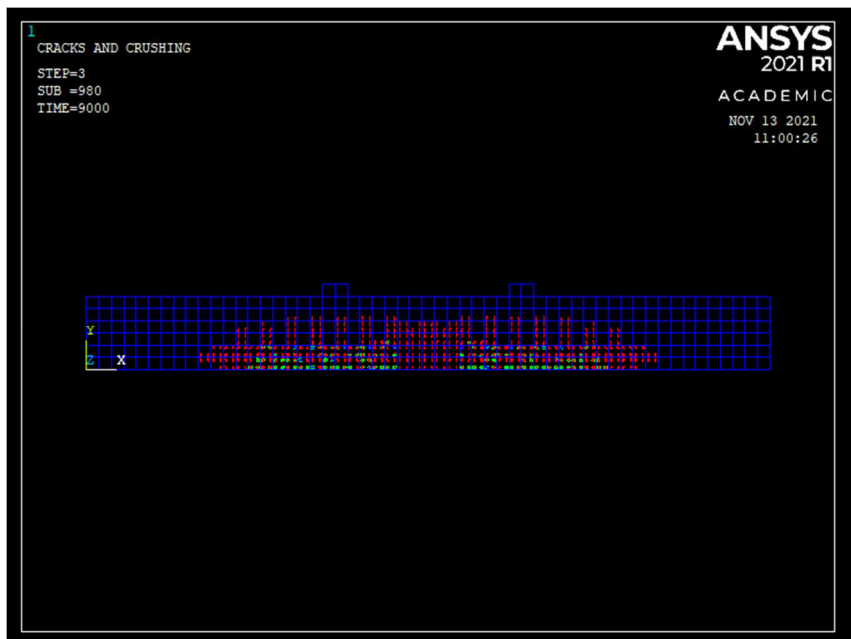 1
CRACKS AND CRUSHING
STEP=3
SUB =980
TIME=9000
ANSYS
2021 R1
ACADEMIC
NOV 13 2021
11:00:26
Y
Z X